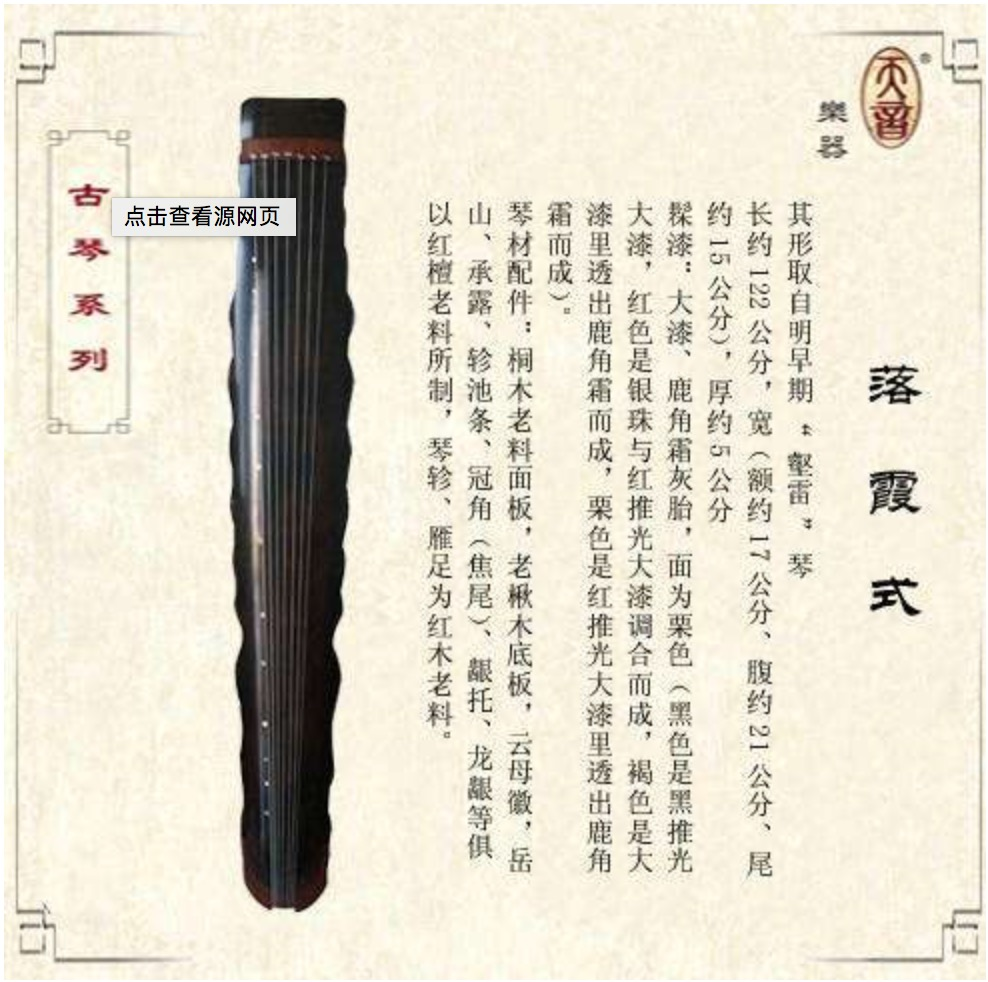 天音®
樂器
落霞式
其形取自明早期“壑雷”琴
长约122公分，宽（额约17公分、腹约21公分、尾
约15公分），厚约5公分
髹漆：大漆、鹿角霜灰胎，面为栗色（黑色是黑推光
大漆，红色是银珠与红推光大漆调合而成，褐色是大
漆里透出鹿角霜而成，栗色是红推光大漆里透出鹿角
霜而成）。
琴材配件：桐木老料面板，老楸木底板，云母徽，岳
山、承露、轸池条、冠角（焦尾）、龈托、龙龈等俱
以红檀老料所制，琴轸、雁足为红木老料。
古琴系列
点击查看源网页